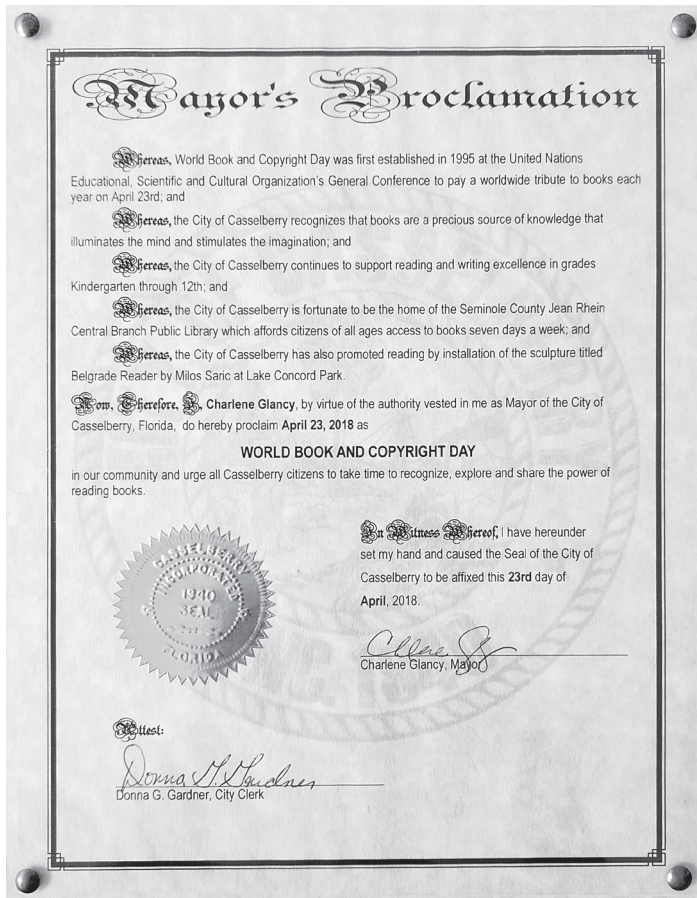 Mayor's Proclamation
Whereas, World Book and Copyright Day was first established in 1995 at the United Nations
Educational, Scientific and Cultural Organization's General Conference to pay a worldwide tribute to books each
year on April 23rd; and
Whereas, the City of Casselberry recognizes that books are a precious source of knowledge that
illuminates the mind and stimulates the imagination; and
Whereas, the City of Casselberry continues to support reading and writing excellence in grades
Kindergarten through 12th; and
Whereas, the City of Casselberry is fortunate to be the home of the Seminole County Jean Rhein
Central Branch Public Library which affords citizens of all ages access to books seven days a week; and
Whereas, the City of Casselberry has also promoted reading by installation of the sculpture titled
Belgrade Reader by Milos Saric at Lake Concord Park.
Now, Therefore, I, Charlene Glancy, by virtue of the authority vested in me as Mayor of the City of
Casselberry, Florida, do hereby proclaim April 23, 2018 as
WORLD BOOK AND COPYRIGHT DAY
in our community and urge all Casselberry citizens to take time to recognize, explore and share the power of
reading books.
In Witness Whereof, I have hereunder
set my hand and caused the Seal of the City of
Casselberry to be affixed this 23rd day of
April, 2018.
Charlene Glancy, Mayor
CASSELBERRY
INCORPORATED
1940
SEAL
FLORIDA
Attest:
Donna G. Gardner
Donna G. Gardner, City Clerk